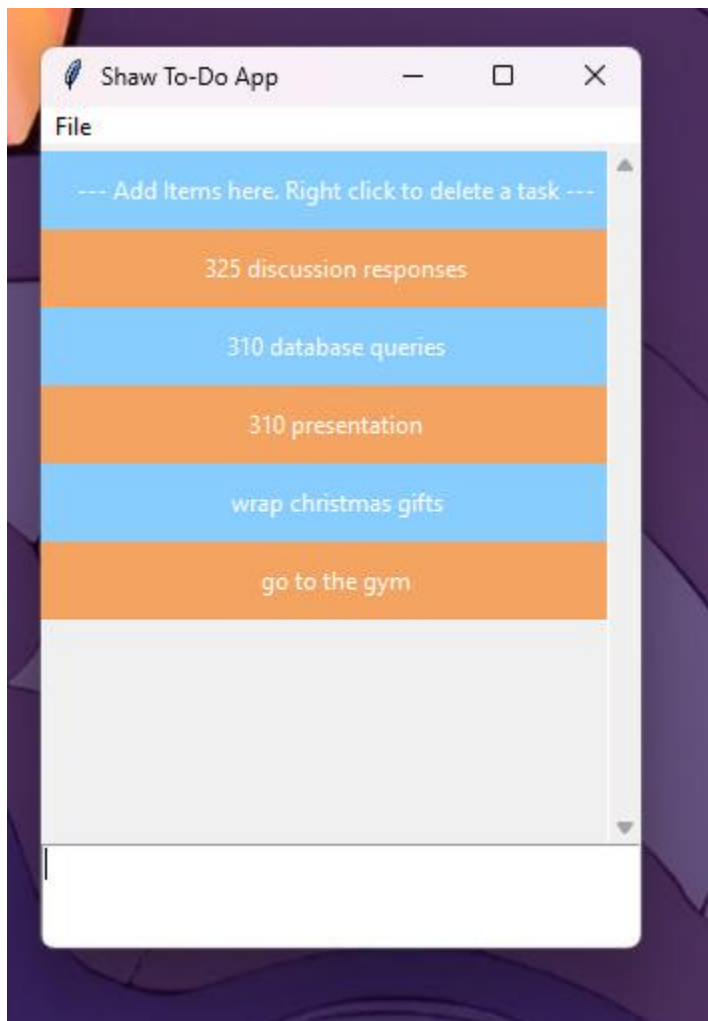 Shaw To-Do App
File
--- Add Items here. Right click to delete a task ---
325 discussion responses
310 database queries
310 presentation
wrap christmas gifts
go to the gym